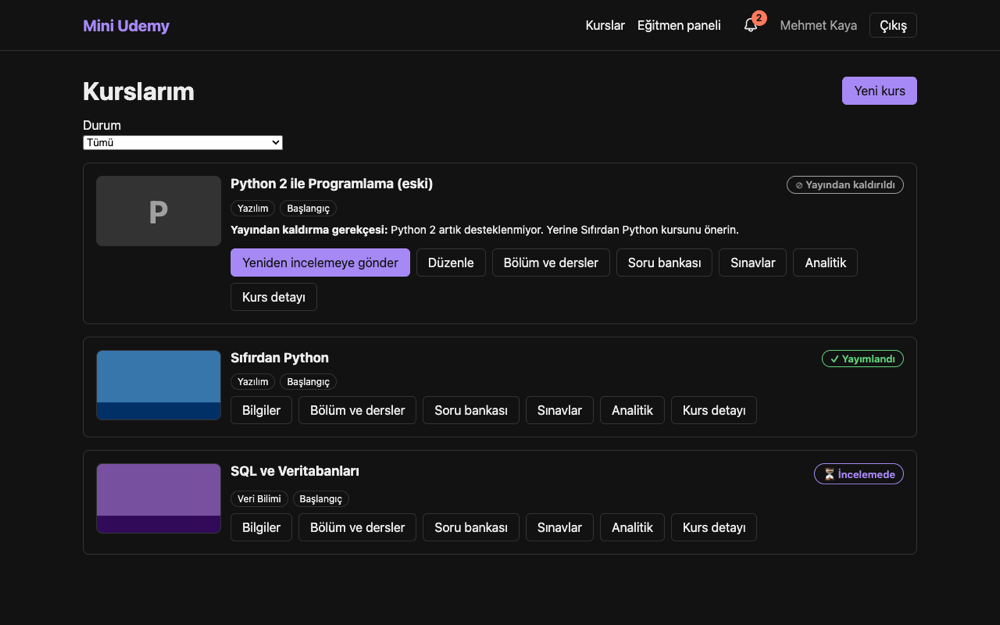 Mini Udemy
Kurslar Eğitmen paneli 2 Mehmet Kaya Çıkış
Kurslarım
Yeni kurs
Durum
Tümü
P
Python 2 ile Programlama (eski)
Yayından kaldırıldı
Yazılım Başlangıç
Yayından kaldırma gerekçesi: Python 2 artık desteklenmiyor. Yerine Sıfırdan Python kursunu önerin.
Yeniden incelemeye gönder Düzenle Bölüm ve dersler Soru bankası Sınavlar Analitik
Kurs detayı
Sıfırdan Python
✓ Yayımlandı
Yazılım Başlangıç
Bilgiler Bölüm ve dersler Soru bankası Sınavlar Analitik Kurs detayı
SQL ve Veritabanları
İncelemede
Veri Bilimi Başlangıç
Bilgiler Bölüm ve dersler Soru bankası Sınavlar Analitik Kurs detayı